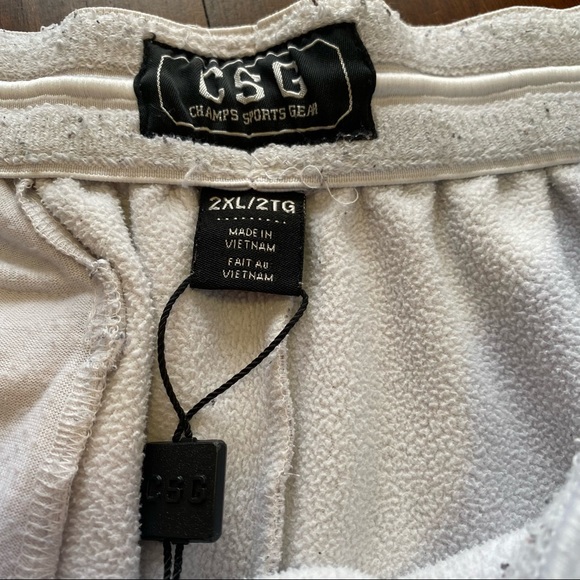 CSG
CHAMPS SPORTS GEAR
2XL/2TG
MADE IN
VIETNAM
FAIT AU
VIETNAM
CSG